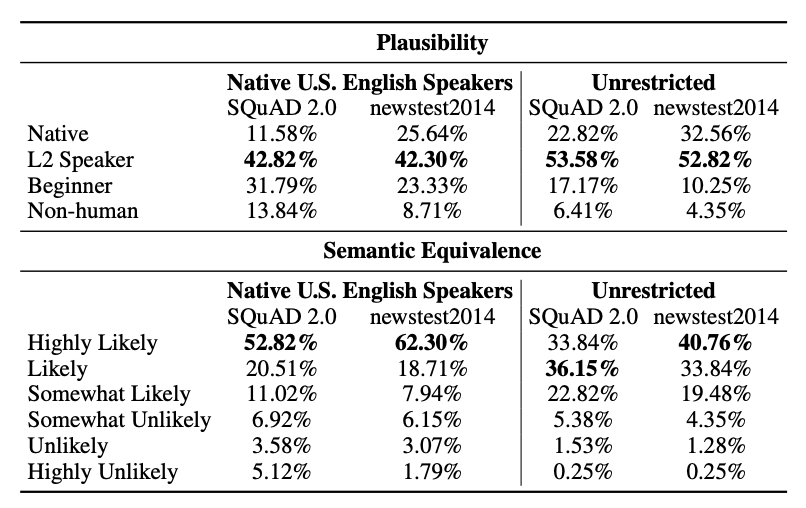 Plausibility
Native U.S. English Speakers Unrestricted
SQuAD 2.0 newstest2014 SQuAD 2.0 newstest2014
Native 11.58% 25.64% 22.82% 32.56%
L2 Speaker 42.82% 42.30% 53.58% 52.82%
Beginner 31.79% 23.33% 17.17% 10.25%
Non-human 13.84% 8.71% 6.41% 4.35%
Semantic Equivalence
Native U.S. English Speakers Unrestricted
SQuAD 2.0 newstest2014 SQuAD 2.0 newstest2014
Highly Likely 52.82% 62.30% 33.84% 40.76%
Likely 20.51% 18.71% 36.15% 33.84%
Somewhat Likely 11.02% 7.94% 22.82% 19.48%
Somewhat Unlikely 6.92% 6.15% 5.38% 4.35%
Unlikely 3.58% 3.07% 1.53% 1.28%
Highly Unlikely 5.12% 1.79% 0.25% 0.25%